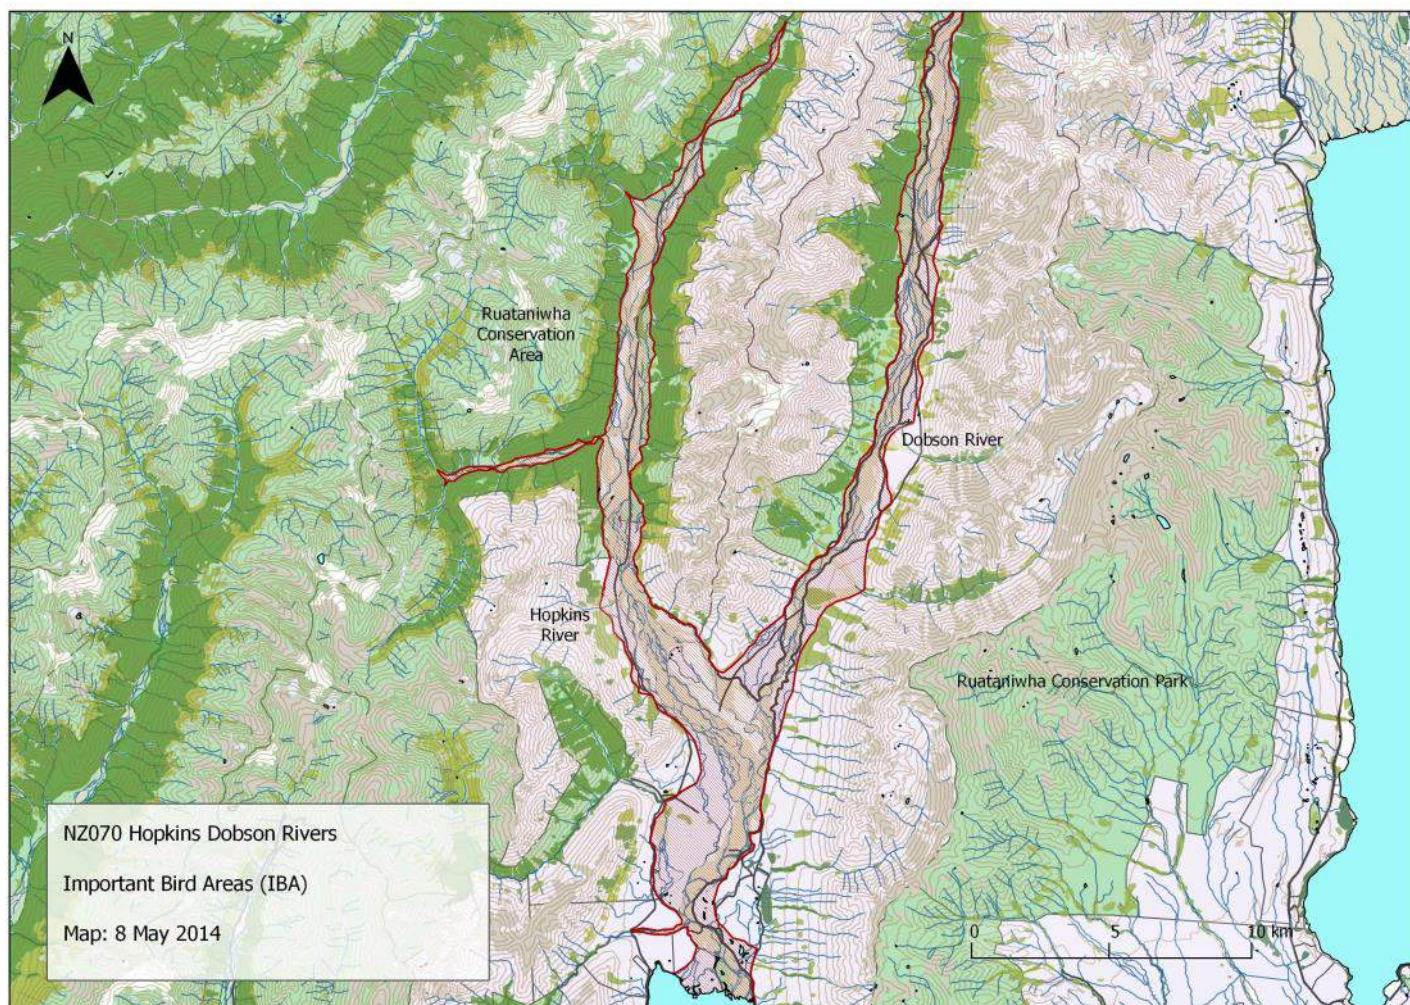 N
Ruataniwha
Conservation
Area
Dobson River
Hopkins
River
Ruataniwha Conservation Park
NZ070 Hopkins Dobson Rivers
Important Bird Areas (IBA)
Map: 8 May 2014
0 5 10 km